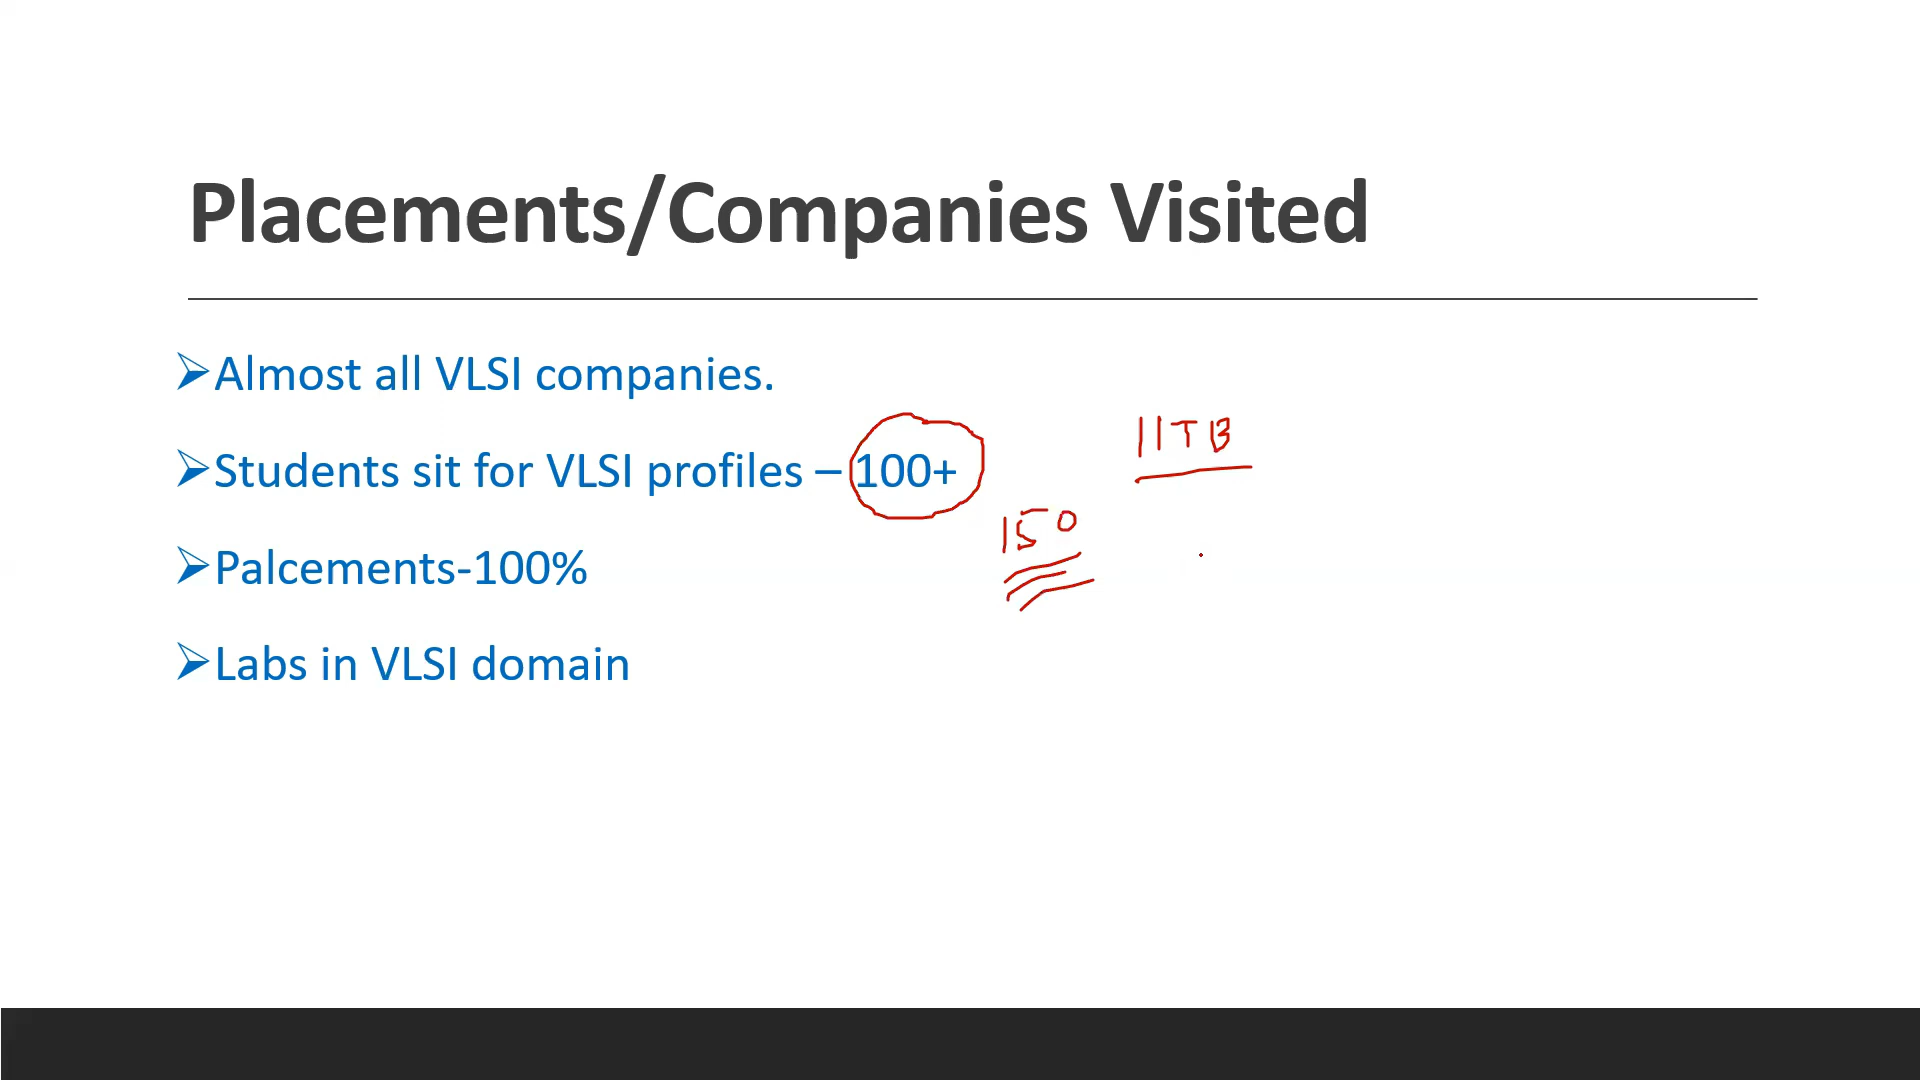 Placements/Companies Visited
➢Almost all VLSI companies.
IITB
➢Students sit for VLSI profiles – 100+
150
➢Palcements-100%
➢Labs in VLSI domain